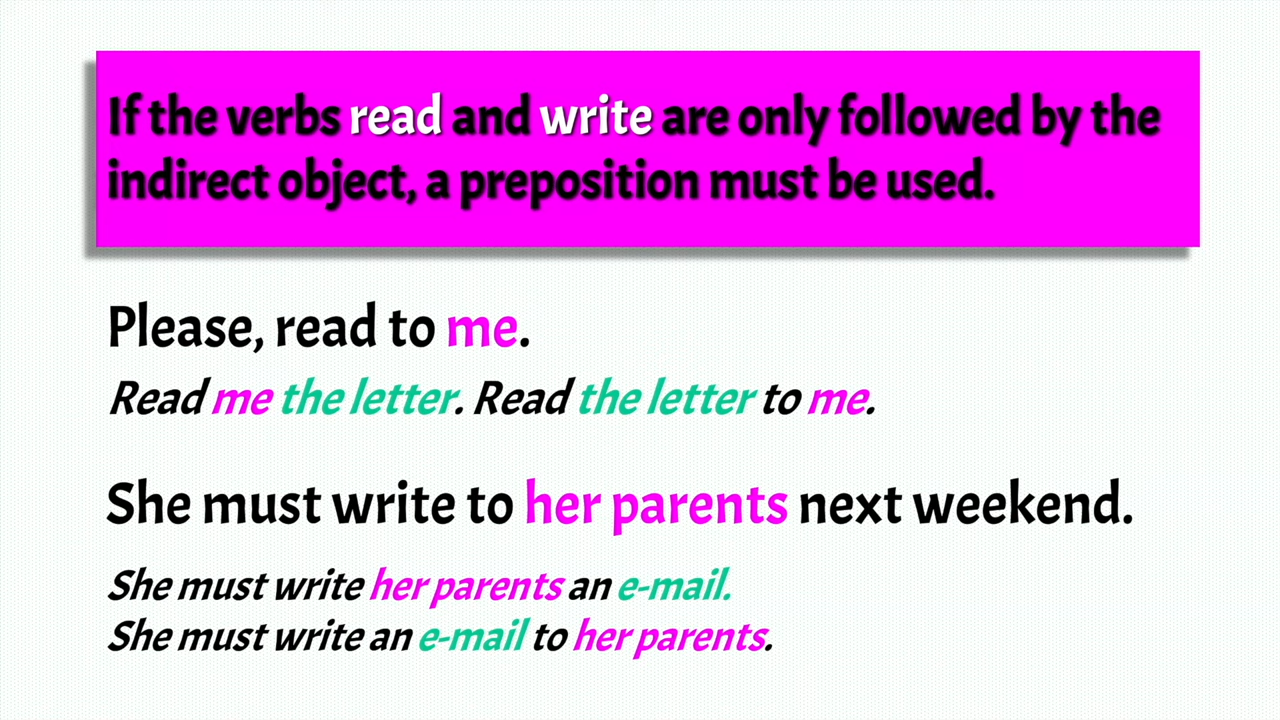 If the verbs read and write are only followed by the
indirect object, a preposition must be used.
Please, read to me.
Read me the letter. Read the letter to me.
She must write to her parents next weekend.
She must write her parents an e-mail.
She must write an e-mail to her parents.